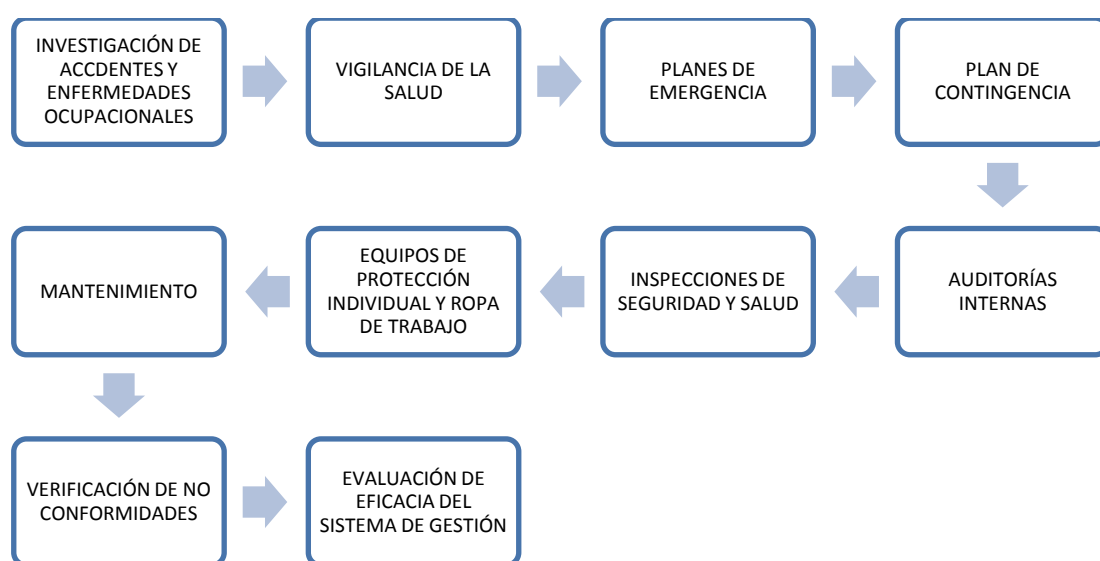 INVESTIGACIÓN DE
ACCDENTES Y
ENFERMEDADES
OCUPACIONALES
VIGILANCIA DE LA
SALUD
PLANES DE
EMERGENCIA
PLAN DE
CONTINGENCIA
AUDITORÍAS
INTERNAS
INSPECCIONES DE
SEGURIDAD Y SALUD
EQUIPOS DE
PROTECCIÓN
INDIVIDUAL Y ROPA
DE TRABAJO
MANTENIMIENTO
VERIFICACIÓN DE NO
CONFORMIDADES
EVALUACIÓN DE
EFICACIA DEL
SISTEMA DE GESTIÓN